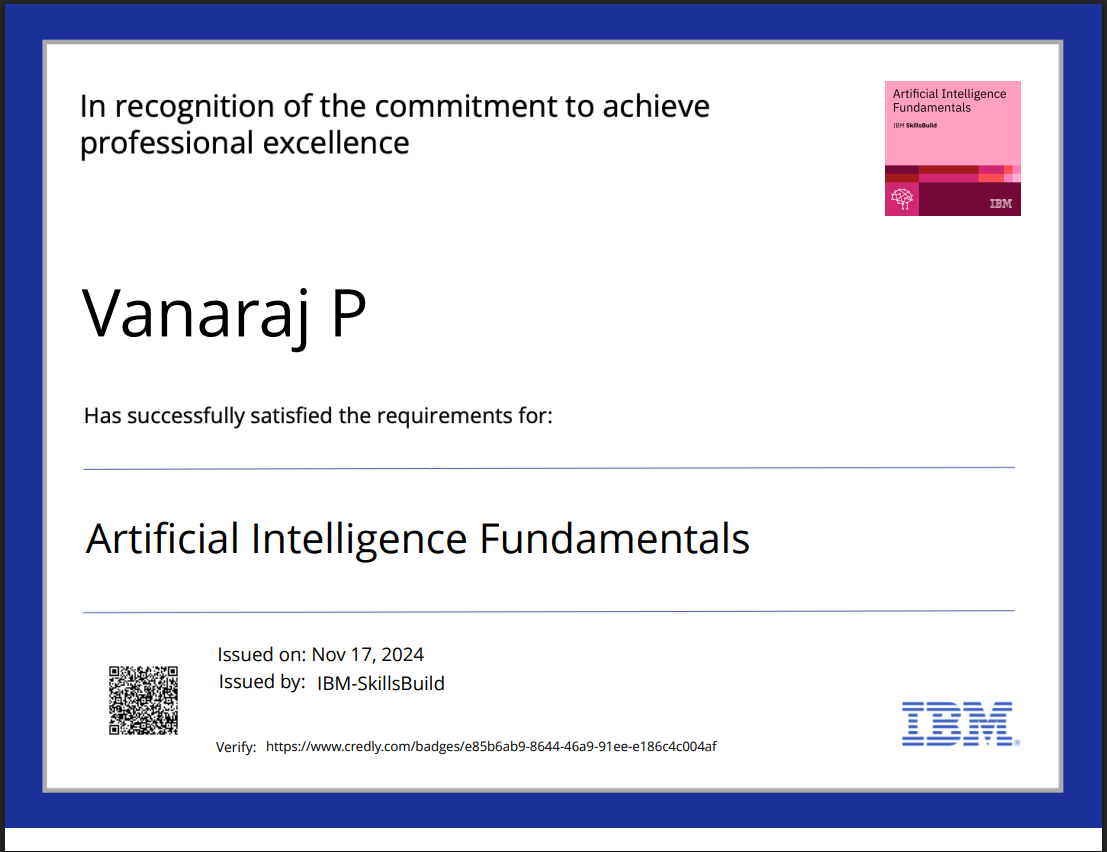 In recognition of the commitment to achieve
professional excellence
Artificial Intelligence
Fundamentals
IBM SkillsBuild
IBM
Vanaraj P
Has successfully satisfied the requirements for:
Artificial Intelligence Fundamentals
Issued on: Nov 17, 2024
Issued by: IBM-SkillsBuild
Verify: https://www.credly.com/badges/e85b6ab9-8644-46a9-91ee-e186c4c004af
IBM®